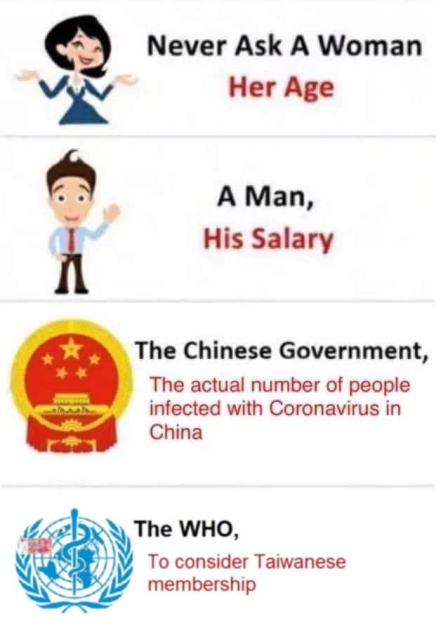 Never Ask A Woman
Her Age
A Man,
His Salary
The Chinese Government,
The actual number of people
infected with Coronavirus in
China
The WHO,
To consider Taiwanese
membership